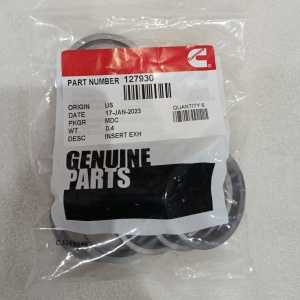 PART NUMBER 127930
ORIGIN US QUANTITY 6
DATE 17-JAN-2023
PKGR MDC
WT 0.4
DESC INSERT EXH
GENUINE
PARTS